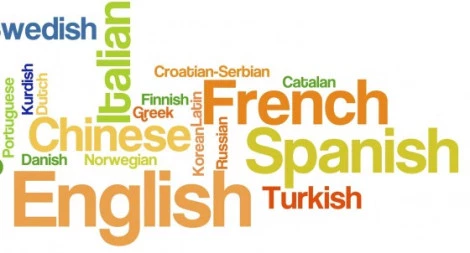 Swedish
Italian
Portuguese
Kurdish
Dutch
Croatian-Serbian
Catalan
Finnish
Greek
Latin
Korean
Russian
French
Chinese
Spanish
Danish
Norwegian
English
Turkish